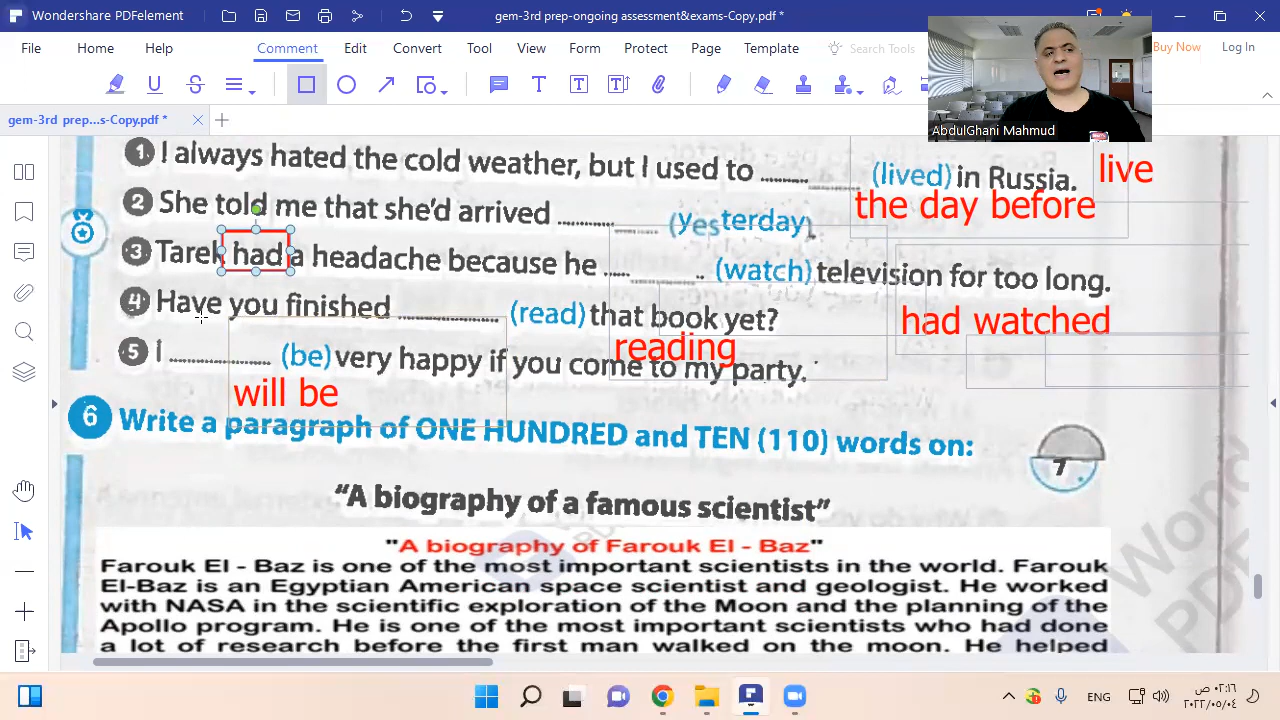 Wondershare PDFelement
gem-3rd prep-ongoing assessment&exams-Copy.pdf *
File Home Help Comment Edit Convert Tool View Form Protect Page Template Search Tools Buy Now Log In
gem-3rd prep...s-Copy.pdf *
AbdulGhani Mahmud
1 I always hated the cold weather, but I used to .............. (lived) in Russia.
live
2 She told me that she'd arrived .............. (yesterday).
the day before
3 Tarek had a headache because he .............. (watch) television for too long.
had watched
4 Have you finished .............. (read) that book yet?
reading
5 I .............. (be) very happy if you come to my party.
will be
6 Write a paragraph of ONE HUNDRED and TEN (110) words on:
7
"A biography of a famous scientist"
"A biography of Farouk El - Baz"
Farouk El - Baz is one of the most important scientists in the world. Farouk
El-Baz is an Egyptian American space scientist and geologist. He worked
with NASA in the scientific exploration of the Moon and the planning of the
Apollo program. He is one of the most important scientists who had done
a lot of research before the first man walked on the moon. He helped
ENG
٠٢:١٦ ص